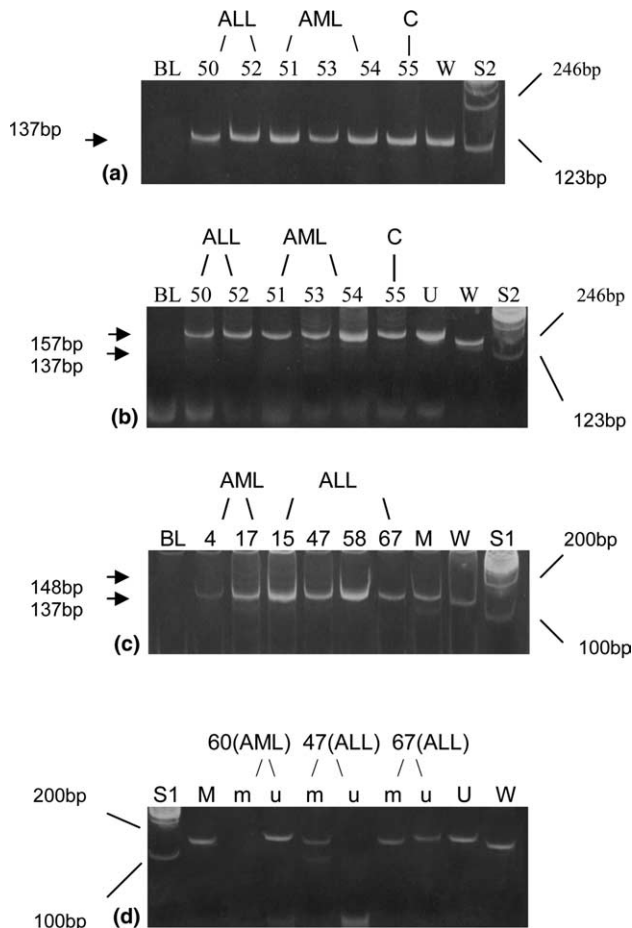 ALL AML C
BL 50 52 51 53 54 55 W S2
246bp
137bp
123bp
(a)
ALL AML C
BL 50 52 51 53 54 55 U W S2
246bp
157bp
137bp
123bp
(b)
AML ALL
BL 4 17 15 47 58 67 M W S1
200bp
148bp
137bp
100bp
(c)
60(AML) 47(ALL) 67(ALL)
S1 M m u m u m u U W
200bp
100bp
(d)